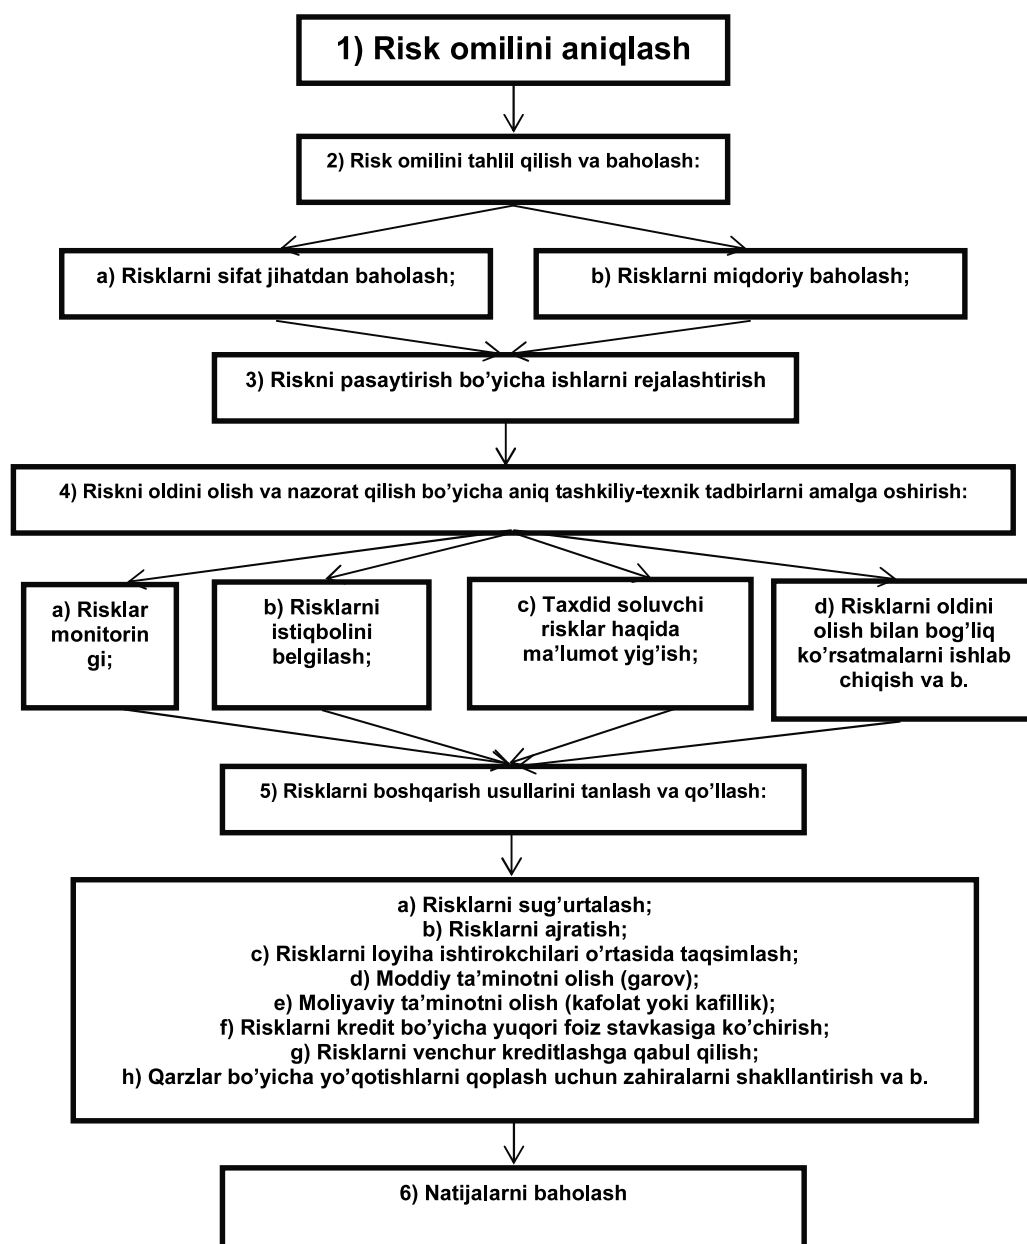 1) Risk omilini aniqlash
2) Risk omilini tahlil qilish va baholash:
a) Risklarni sifat jihatdan baholash;
b) Risklarni miqdoriy baholash;
3) Riskni pasaytirish bo’yicha ishlarni rejalashtirish
4) Riskni oldini olish va nazorat qilish bo’yicha aniq tashkiliy-texnik tadbirlarni amalga oshirish:
a) Risklar
monitorin
gi;
b) Risklarni
istiqbolini
belgilash;
c) Taxdid soluvchi
risklar haqida
ma’lumot yig’ish;
d) Risklarni oldini
olish bilan bog’liq
ko’rsatmalarni ishlab
chiqish va b.
5) Risklarni boshqarish usullarini tanlash va qo’llash:
a) Risklarni sug’urtalash;
b) Risklarni ajratish;
c) Risklarni loyiha ishtirokchilari o’rtasida taqsimlash;
d) Moddiy ta’minotni olish (garov);
e) Moliyaviy ta’minotni olish (kafolat yoki kafillik);
f) Risklarni kredit bo’yicha yuqori foiz stavkasiga ko’chirish;
g) Risklarni venchur kreditlashga qabul qilish;
h) Qarzlar bo’yicha yo’qotishlarni qoplash uchun zahiralarni shakllantirish va b.
6) Natijalarni baholash